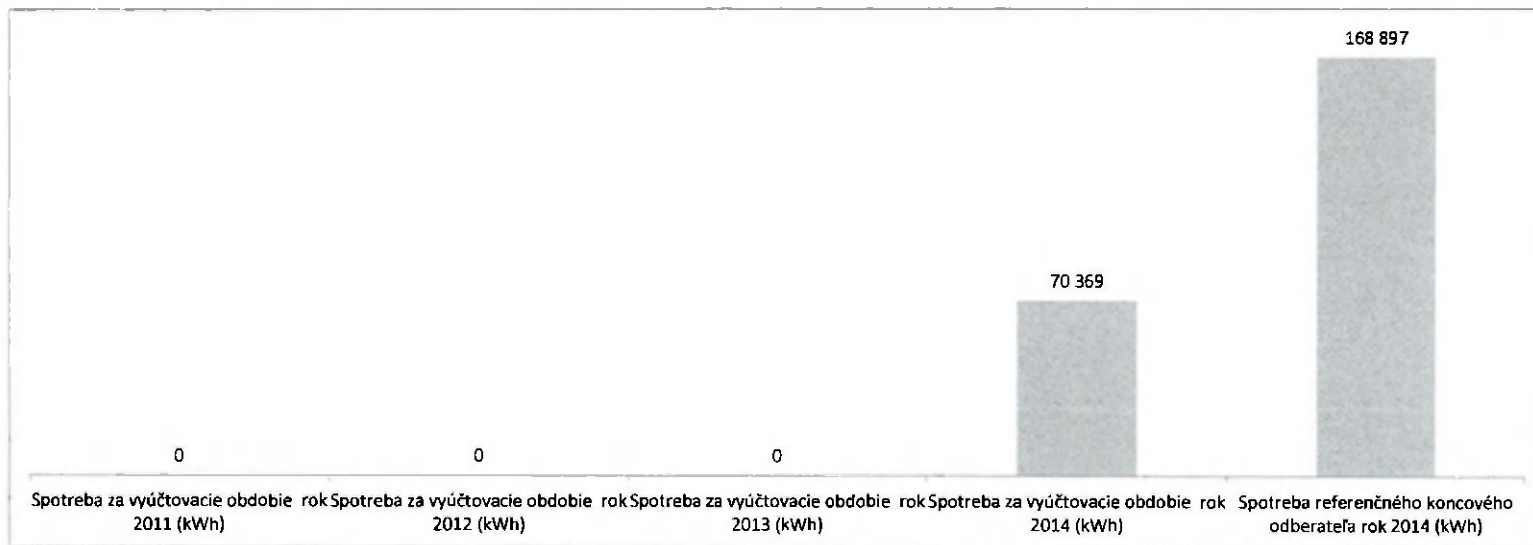 168 897
70 369
0
0
0
Spotreba za vyúčtovacie obdobie rok
2011 (kWh)
Spotreba za vyúčtovacie obdobie rok
2012 (kWh)
Spotreba za vyúčtovacie obdobie rok
2013 (kWh)
Spotreba za vyúčtovacie obdobie rok
2014 (kWh)
Spotreba referenčného koncového
odberateľa rok 2014 (kWh)